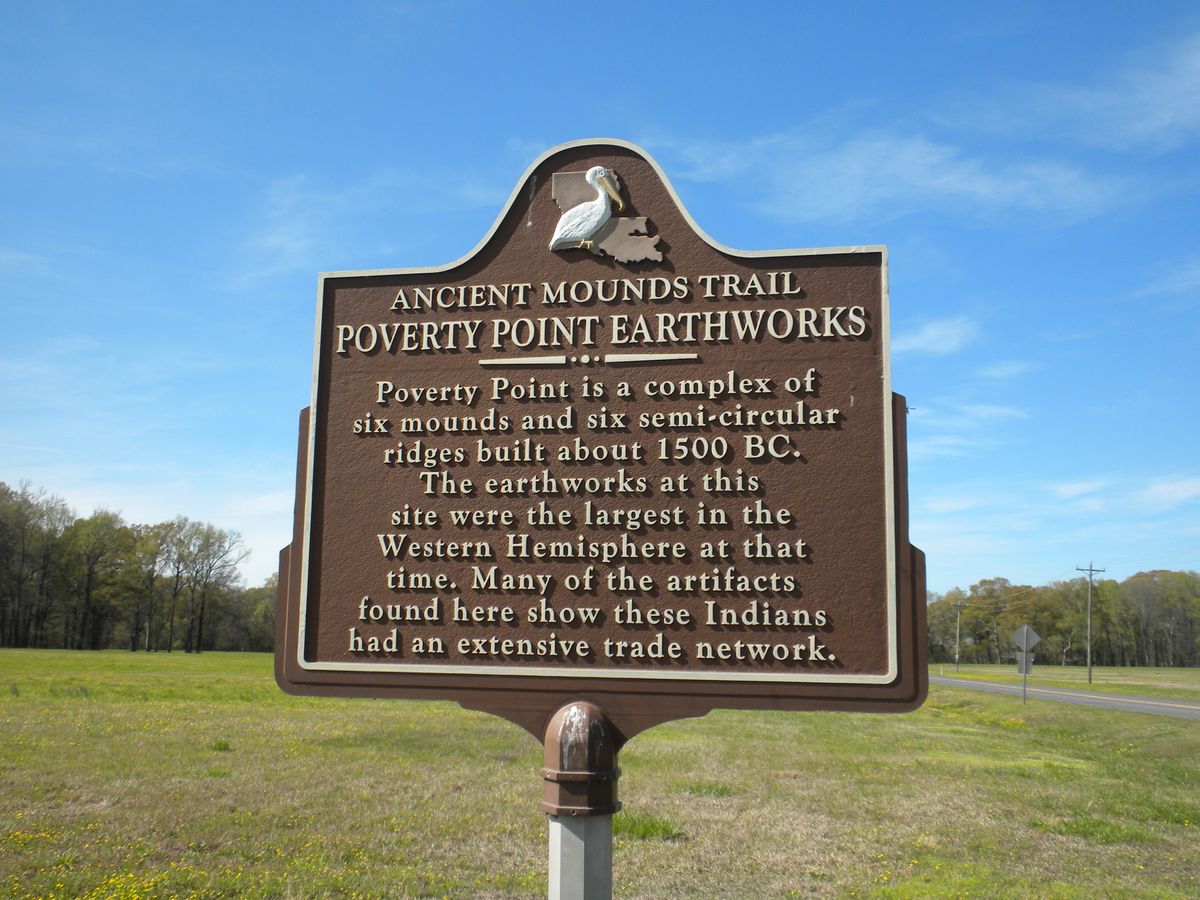 ANCIENT MOUNDS TRAIL
POVERTY POINT EARTHWORKS
Poverty Point is a complex of
six mounds and six semi-circular
ridges built about 1500 BC.
The earthworks at this
site were the largest in the
Western Hemisphere at that
time. Many of the artifacts
found here show these Indians
had an extensive trade network.